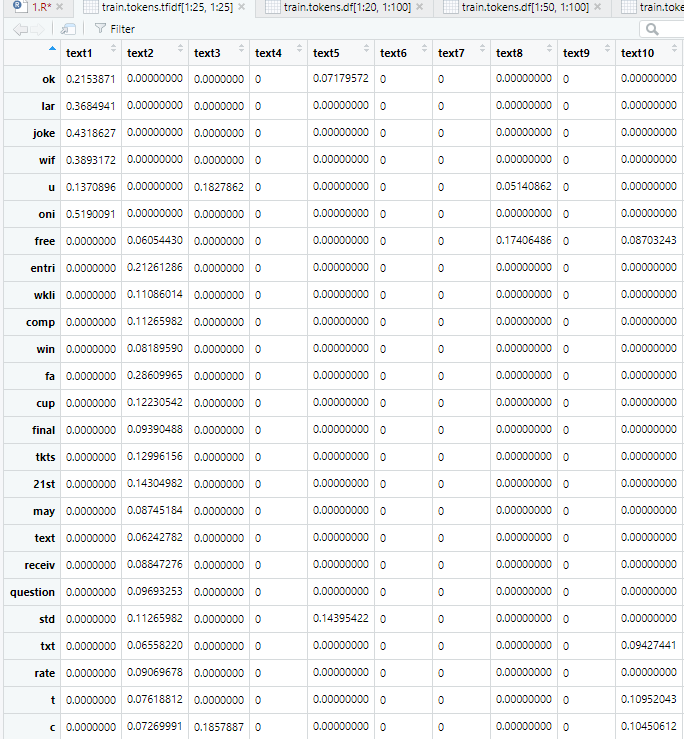 1.R* train.tokens.tfidf[1:25, 1:25] train.tokens.df[1:20, 1:100] train.tokens.df[1:50, 1:100] train.tok
Filter
text1 text2 text3 text4 text5 text6 text7 text8 text9 text10
ok 0.2153871 0.00000000 0.0000000 0 0.07179572 0 0 0.00000000 0 0.00000000
lar 0.3684941 0.00000000 0.0000000 0 0.00000000 0 0 0.00000000 0 0.00000000
joke 0.4318627 0.00000000 0.0000000 0 0.00000000 0 0 0.00000000 0 0.00000000
wif 0.3893172 0.00000000 0.0000000 0 0.00000000 0 0 0.00000000 0 0.00000000
u 0.1370896 0.00000000 0.1827862 0 0.00000000 0 0 0.05140862 0 0.00000000
oni 0.5190091 0.00000000 0.0000000 0 0.00000000 0 0 0.00000000 0 0.00000000
free 0.0000000 0.06054430 0.0000000 0 0.00000000 0 0 0.17406486 0 0.08703243
entri 0.0000000 0.21261286 0.0000000 0 0.00000000 0 0 0.00000000 0 0.00000000
wkli 0.0000000 0.11086014 0.0000000 0 0.00000000 0 0 0.00000000 0 0.00000000
comp 0.0000000 0.11265982 0.0000000 0 0.00000000 0 0 0.00000000 0 0.00000000
win 0.0000000 0.08189590 0.0000000 0 0.00000000 0 0 0.00000000 0 0.00000000
fa 0.0000000 0.28609965 0.0000000 0 0.00000000 0 0 0.00000000 0 0.00000000
cup 0.0000000 0.12230542 0.0000000 0 0.00000000 0 0 0.00000000 0 0.00000000
final 0.0000000 0.09390488 0.0000000 0 0.00000000 0 0 0.00000000 0 0.00000000
tkts 0.0000000 0.12996156 0.0000000 0 0.00000000 0 0 0.00000000 0 0.00000000
21st 0.0000000 0.14304982 0.0000000 0 0.00000000 0 0 0.00000000 0 0.00000000
may 0.0000000 0.08745184 0.0000000 0 0.00000000 0 0 0.00000000 0 0.00000000
text 0.0000000 0.06242782 0.0000000 0 0.00000000 0 0 0.00000000 0 0.00000000
receiv 0.0000000 0.08847276 0.0000000 0 0.00000000 0 0 0.00000000 0 0.00000000
question 0.0000000 0.09693253 0.0000000 0 0.00000000 0 0 0.00000000 0 0.00000000
std 0.0000000 0.11265982 0.0000000 0 0.14395422 0 0 0.00000000 0 0.00000000
txt 0.0000000 0.06558220 0.0000000 0 0.00000000 0 0 0.00000000 0 0.09427441
rate 0.0000000 0.09069678 0.0000000 0 0.00000000 0 0 0.00000000 0 0.00000000
t 0.0000000 0.07618812 0.0000000 0 0.00000000 0 0 0.00000000 0 0.10952043
c 0.0000000 0.07269991 0.1857887 0 0.00000000 0 0 0.00000000 0 0.10450612